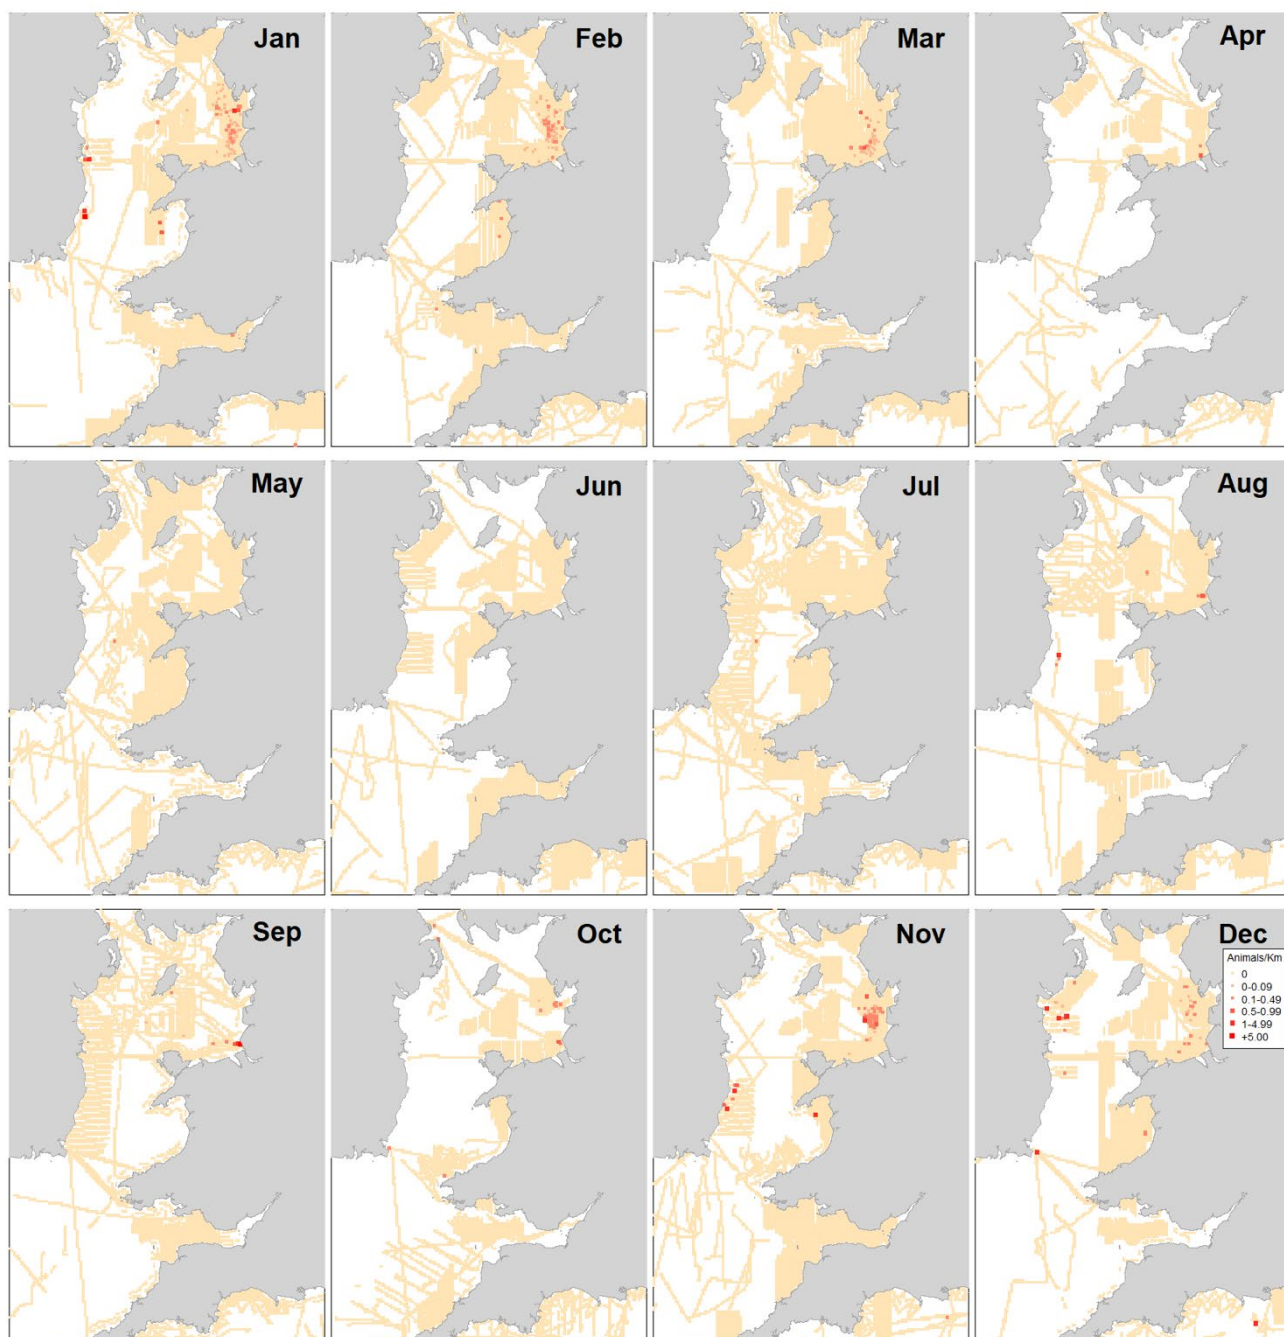 Jan
Feb
Mar
Apr
May
Jun
Jul
Aug
Sep
Oct
Nov
Dec
Animals/Km
0
0-0.09
0.1-0.49
0.5-0.99
1-4.99
+5.00